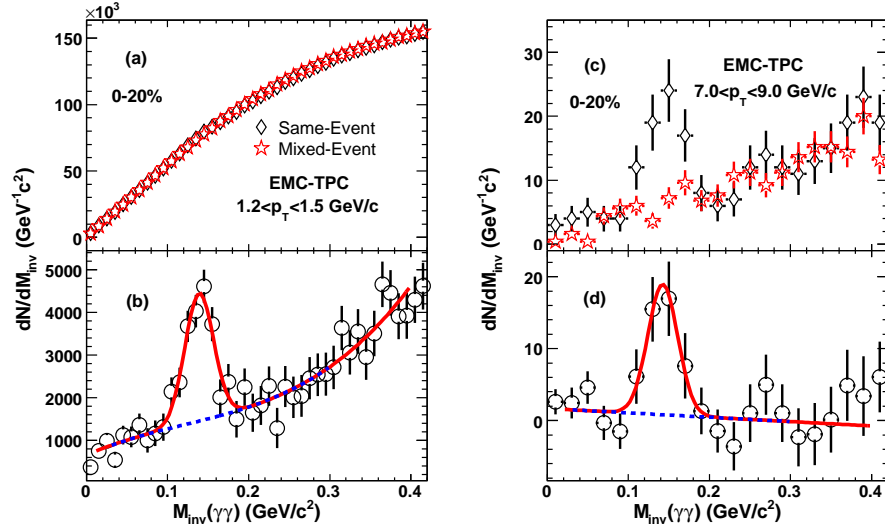 ×10³
150
100
50
0
(a)
0-20%
Same-Event
Mixed-Event
EMC-TPC
1.2<p_T<1.5 GeV/c
(GeV⁻¹c²)
30
20
10
0
(c)
0-20%
EMC-TPC
7.0<p_T<9.0 GeV/c
(GeV⁻¹c²)
5000
4000
3000
2000
1000
0
(b)
dN/dM_inv
0
0.1
0.2
0.3
0.4
M_inv(γγ) (GeV/c²)
20
10
0
(d)
dN/dM_inv
0
0.1
0.2
0.3
0.4
M_inv(γγ) (GeV/c²)